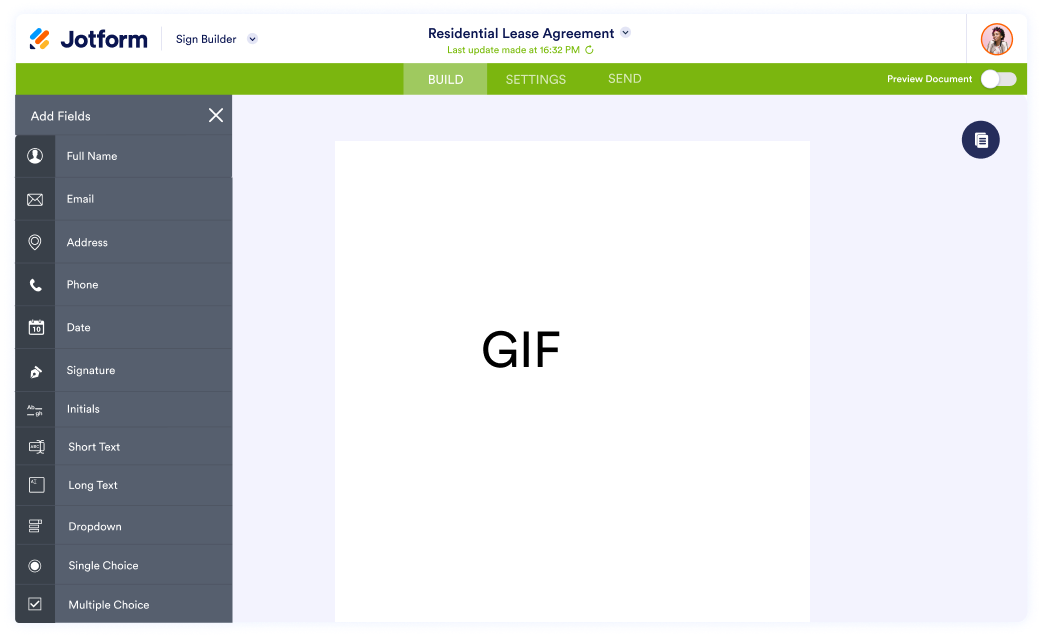 Jotform
Sign Builder
Residential Lease Agreement
Last update made at 16:32 PM
BUILD
SETTINGS
SEND
Preview Document
Add Fields
Full Name
Email
Address
Phone
10
Date
Signature
Initials
ABC
Short Text
Long Text
Dropdown
Single Choice
Multiple Choice
GIF